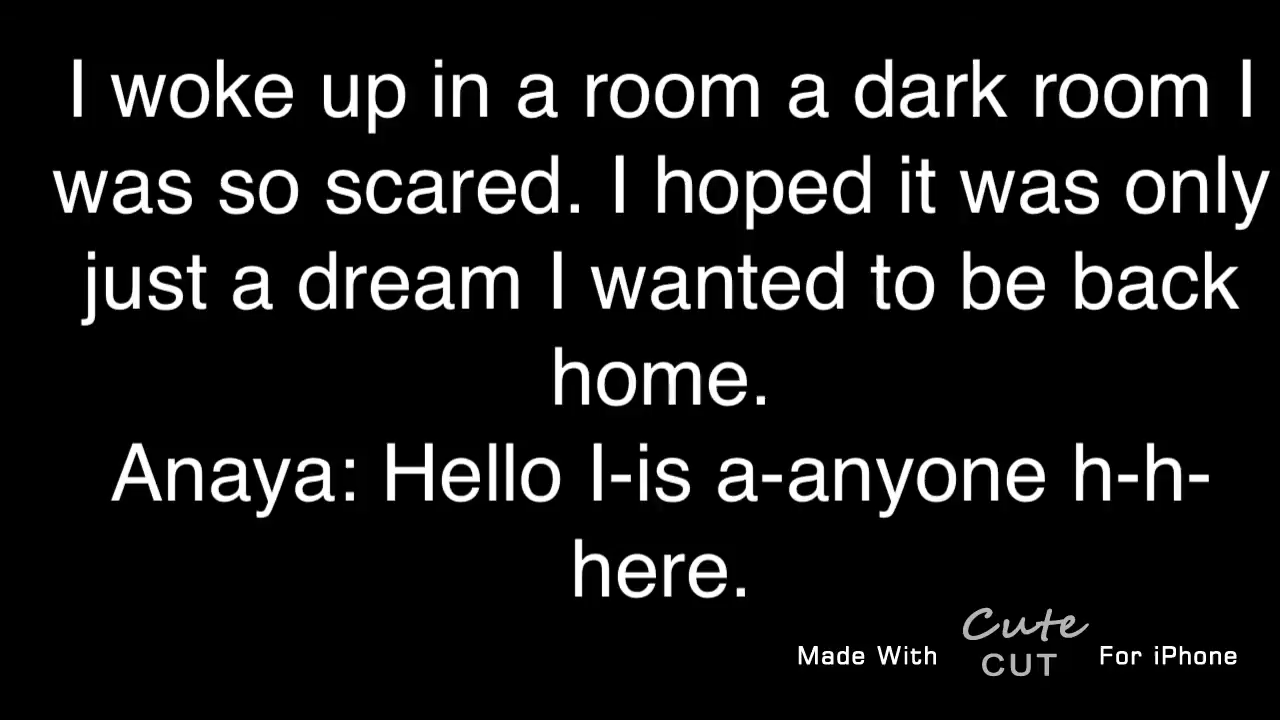 I woke up in a room a dark room I
was so scared. I hoped it was only
just a dream I wanted to be back
home.
Anaya: Hello I-is a-anyone h-h-
here.
Made With Cute CUT For iPhone